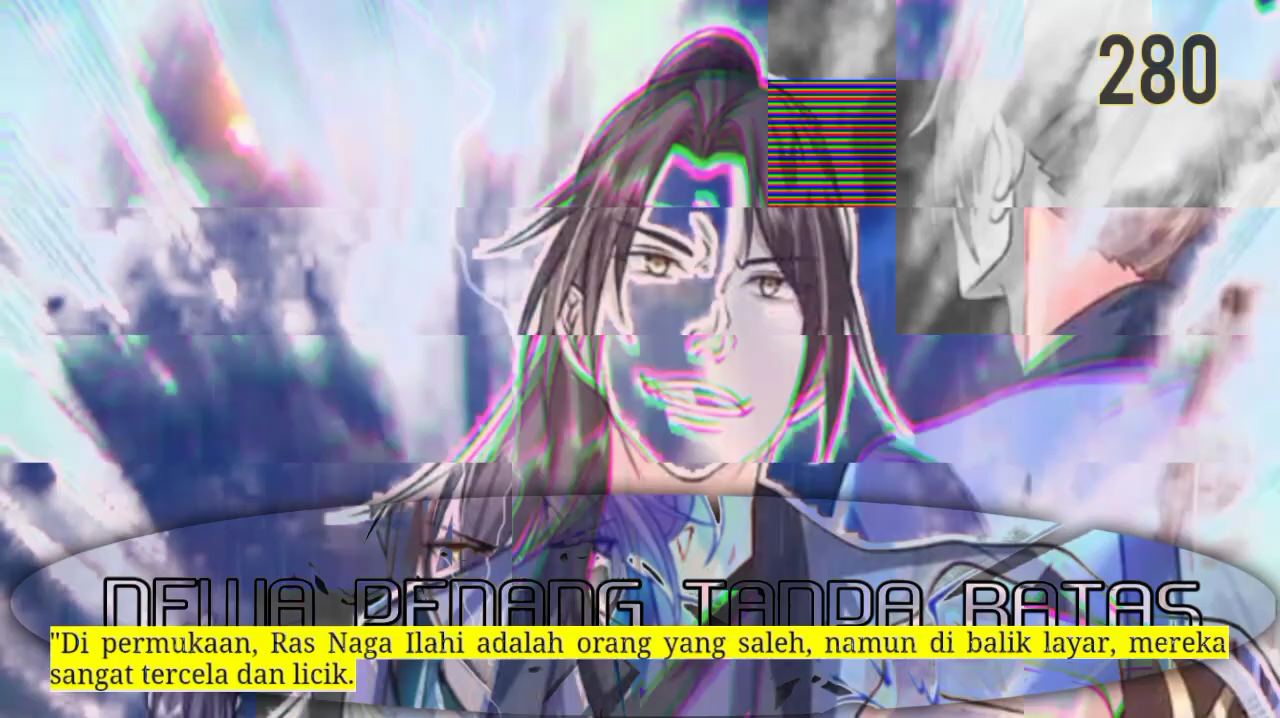 280
DEWA PEDANG TANPA BATAS
"Di permukaan, Ras Naga Ilahi adalah orang yang saleh, namun di balik layar, mereka
sangat tercela dan licik.